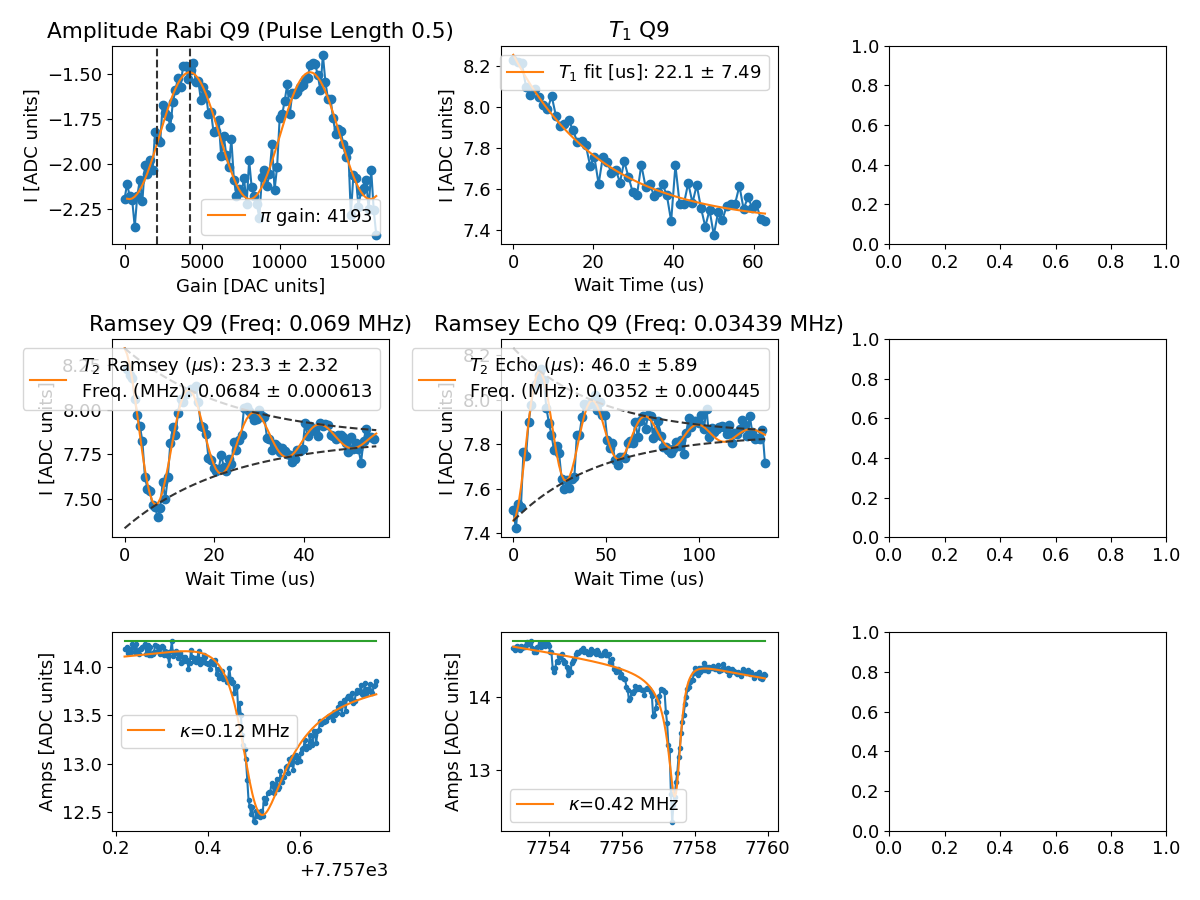 Amplitude Rabi Q9 (Pulse Length 0.5)
I [ADC units]
−1.50
−1.75
−2.00
−2.25
π gain: 4193
0 5000 10000 15000
Gain [DAC units]
T₁ Q9
I [ADC units]
8.2
8.0
7.8
7.6
7.4
T₁ fit [us]: 22.1 ± 7.49
0 20 40 60
Wait Time (us)
1.0
0.8
0.6
0.4
0.2
0.0
0.0 0.2 0.4 0.6 0.8 1.0
Ramsey Q9 (Freq: 0.069 MHz)
I [ADC units]
8.25
8.00
7.75
7.50
T₂ Ramsey (μs): 23.3 ± 2.32
Freq. (MHz): 0.0684 ± 0.000613
0 20 40
Wait Time (us)
Ramsey Echo Q9 (Freq: 0.03439 MHz)
I [ADC units]
8.2
8.0
7.8
7.6
7.4
T₂ Echo (μs): 46.0 ± 5.89
Freq. (MHz): 0.0352 ± 0.000445
0 50 100
Wait Time (us)
1.0
0.8
0.6
0.4
0.2
0.0
0.0 0.2 0.4 0.6 0.8 1.0
Amps [ADC units]
14.0
13.5
13.0
12.5
κ=0.12 MHz
0.2 0.4 0.6
+7.757e3
Amps [ADC units]
14
13
κ=0.42 MHz
7754 7756 7758 7760
1.0
0.8
0.6
0.4
0.2
0.0
0.0 0.2 0.4 0.6 0.8 1.0